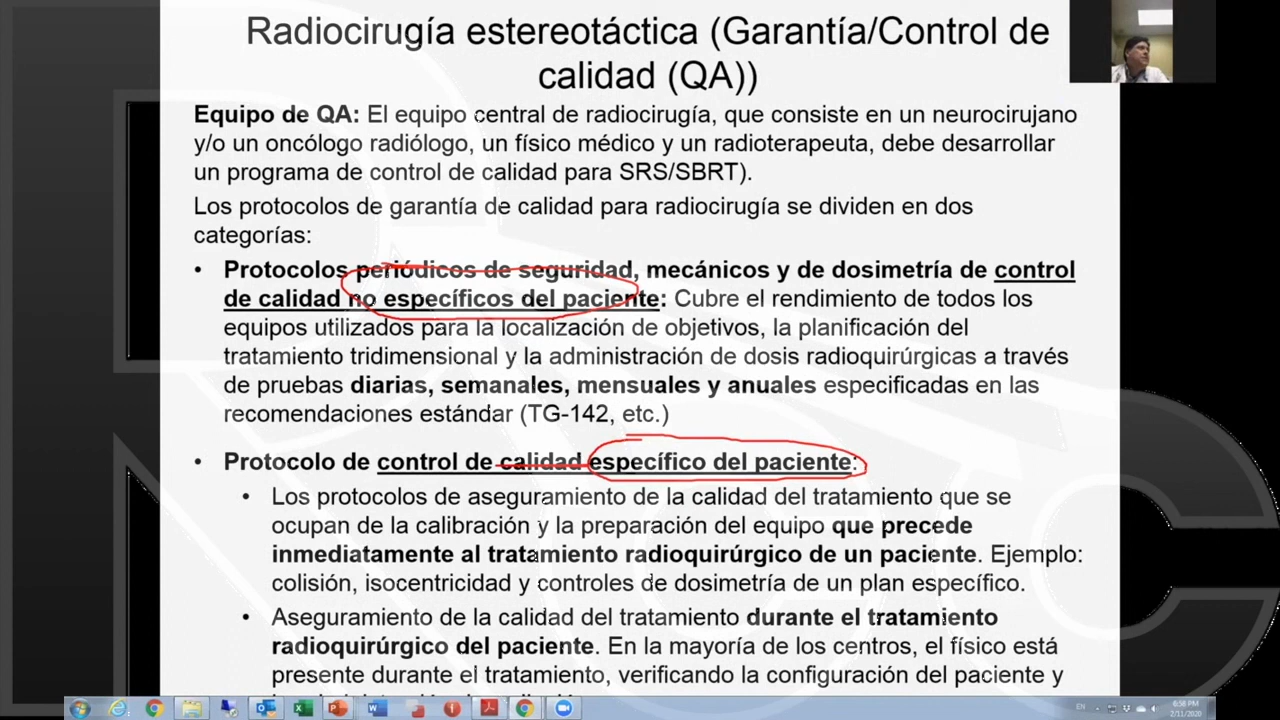 Radiocirugía estereotáctica (Garantía/Control de
calidad (QA))
Equipo de QA: El equipo central de radiocirugía, que consiste en un neurocirujano
y/o un oncólogo radiólogo, un físico médico y un radioterapeuta, debe desarrollar
un programa de control de calidad para SRS/SBRT).
Los protocolos de garantía de calidad para radiocirugía se dividen en dos
categorías:
• Protocolos periódicos de seguridad, mecánicos y de dosimetría de control
de calidad no específicos del paciente: Cubre el rendimiento de todos los
equipos utilizados para la localización de objetivos, la planificación del
tratamiento tridimensional y la administración de dosis radioquirúrgicas a través
de pruebas diarias, semanales, mensuales y anuales especificadas en las
recomendaciones estándar (TG-142, etc.)
• Protocolo de control de calidad específico del paciente:
• Los protocolos de aseguramiento de la calidad del tratamiento que se
ocupan de la calibración y la preparación del equipo que precede
inmediatamente al tratamiento radioquirúrgico de un paciente. Ejemplo:
colisión, isocentricidad y controles de dosimetría de un plan específico.
• Aseguramiento de la calidad del tratamiento durante el tratamiento
radioquirúrgico del paciente. En la mayoría de los centros, el físico está
presente durante el tratamiento, verificando la configuración del paciente y
EN
6:58 PM
2/11/2020